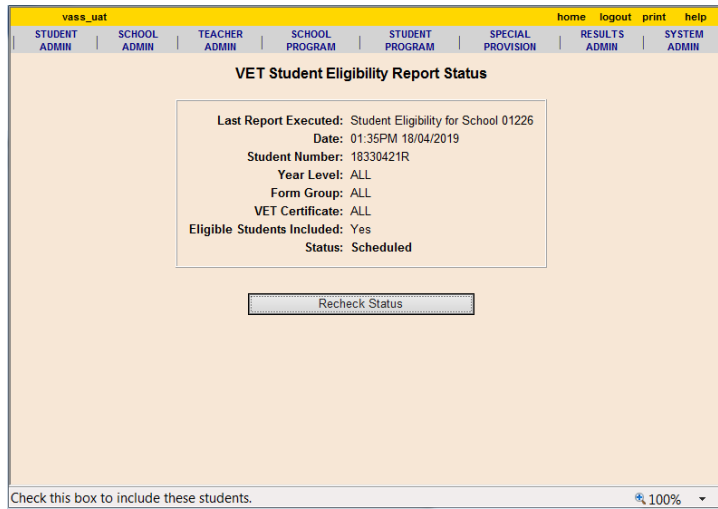 vass_uat home logout print help
STUDENT ADMIN | SCHOOL ADMIN | TEACHER ADMIN | SCHOOL PROGRAM | STUDENT PROGRAM | SPECIAL PROVISION | RESULTS ADMIN | SYSTEM ADMIN
VET Student Eligibility Report Status
Last Report Executed: Student Eligibility for School 01226
Date: 01:35PM 18/04/2019
Student Number: 18330421R
Year Level: ALL
Form Group: ALL
VET Certificate: ALL
Eligible Students Included: Yes
Status: Scheduled
Recheck Status
Check this box to include these students. 100%